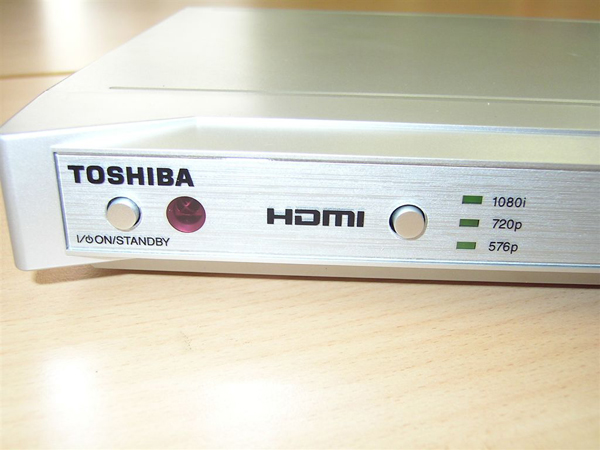 TOSHIBA
I/⏻ ON/STANDBY
HDMI
1080i
720p
576p